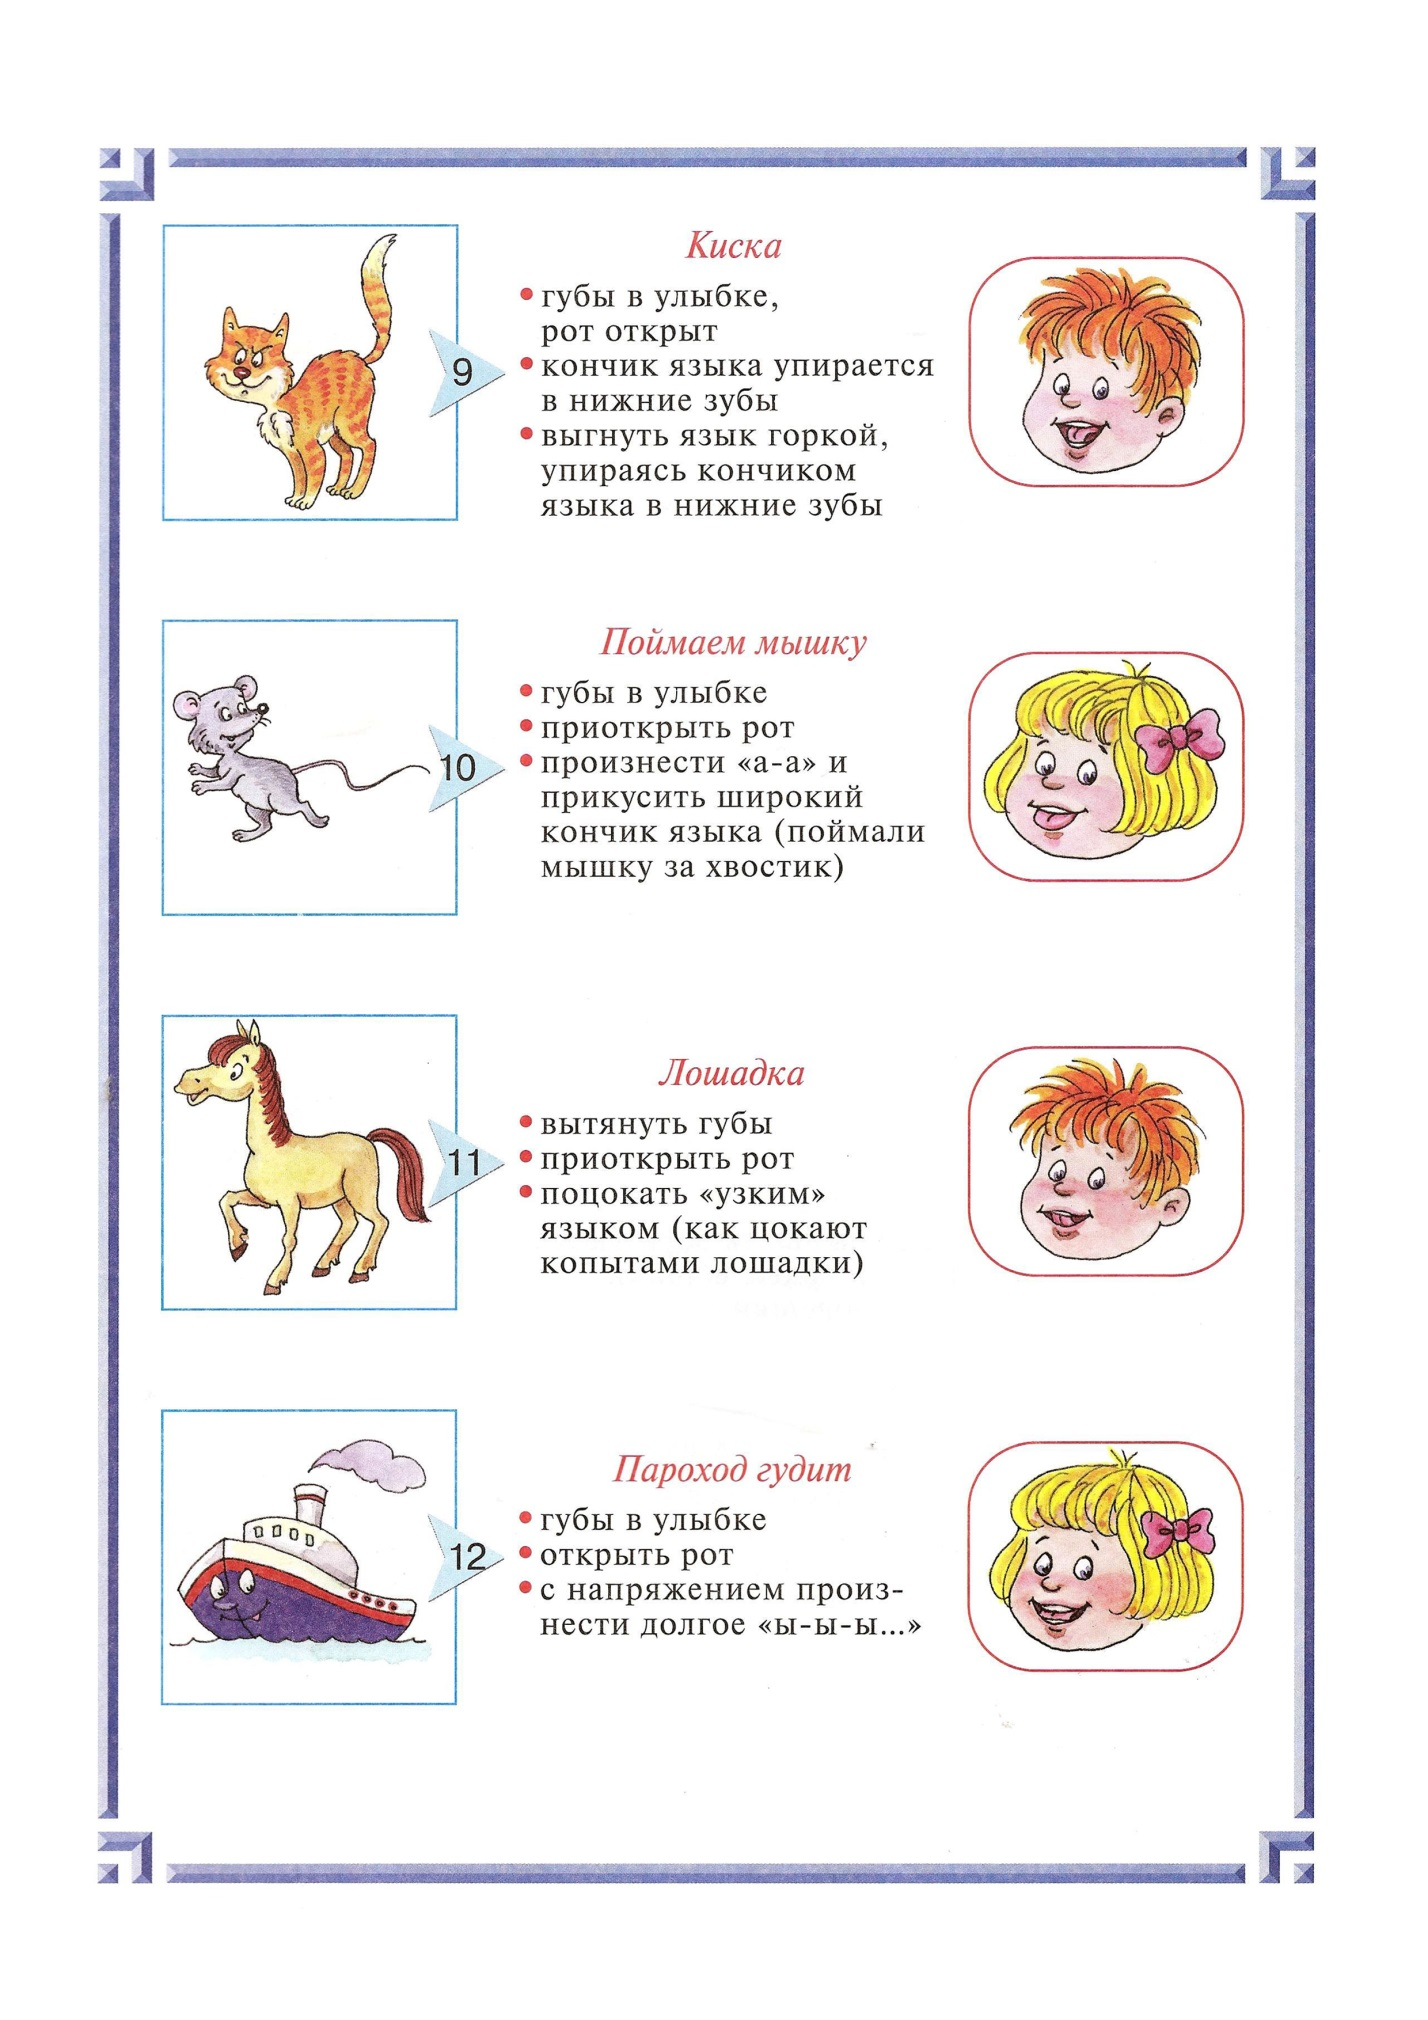 Киска
• губы в улыбке,
рот открыт
9
• кончик языка упирается
в нижние зубы
• выгнуть язык горкой,
упираясь кончиком
языка в нижние зубы
Поймаем мышку
• губы в улыбке
• приоткрыть рот
10
• произнести «а-а» и
прикусить широкий
кончик языка (поймали
мышку за хвостик)
Лошадка
• вытянуть губы
• приоткрыть рот
11
• поцокать «узким»
языком (как цокают
копытами лошадки)
Пароход гудит
• губы в улыбке
• открыть рот
12
• с напряжением произ-
нести долгое «ы-ы-ы...»